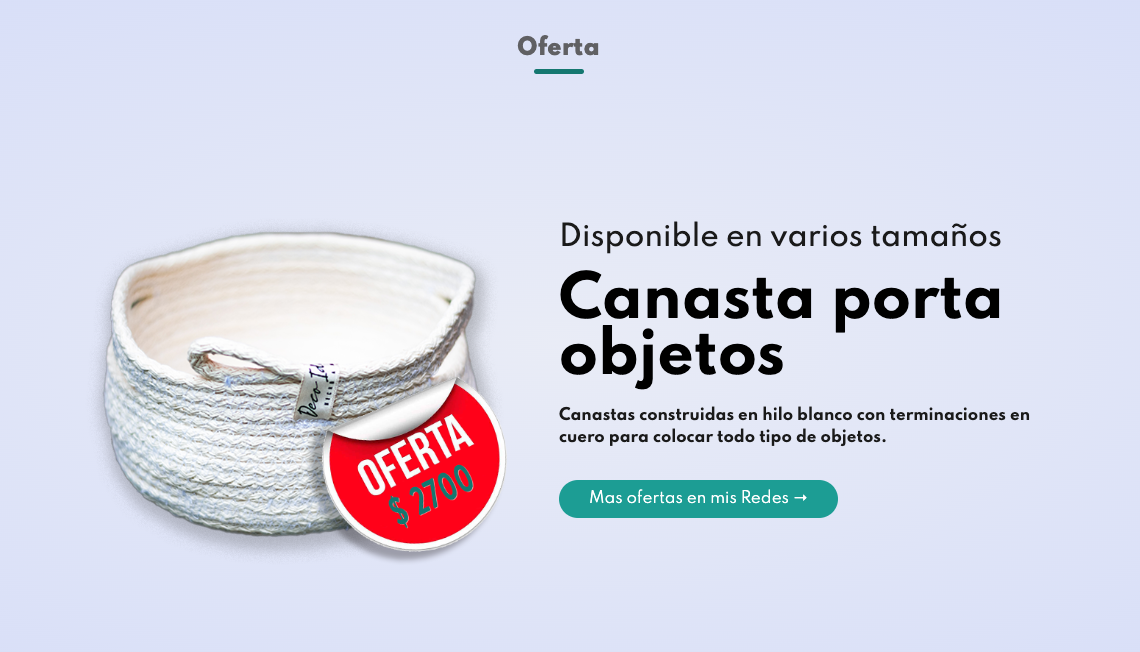 Oferta
Disponible en varios tamaños
Canasta porta
objetos
Canastas construidas en hilo blanco con terminaciones en
cuero para colocar todo tipo de objetos.
Mas ofertas en mis Redes →
Deco
OFERTA
$ 2700